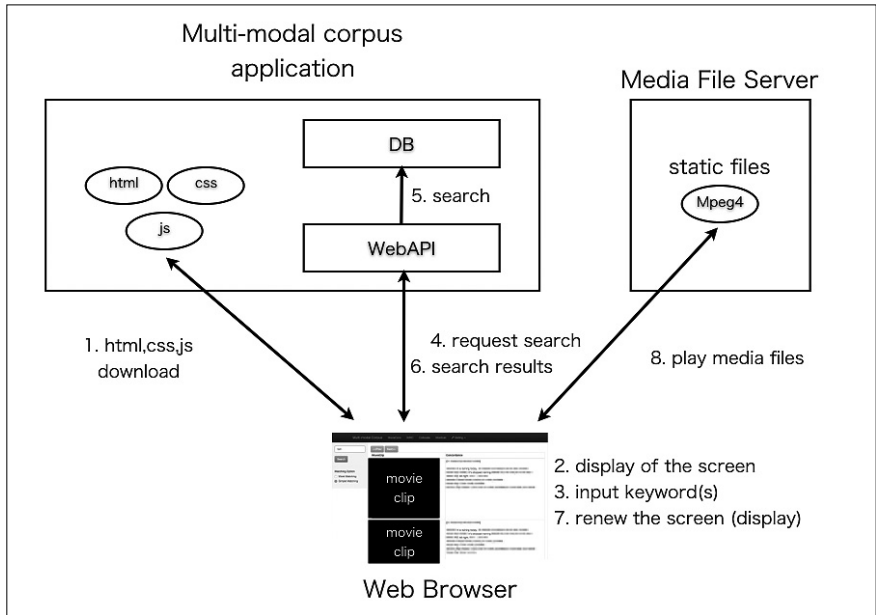 Multi-modal corpus
application
Media File Server
DB
static files
html
css
Mpeg4
5. search
js
WebAPI
1. html,css,js
download
4. request search
6. search results
8. play media files
movie
clip
movie
clip
2. display of the screen
3. input keyword(s)
7. renew the screen (display)
Web Browser